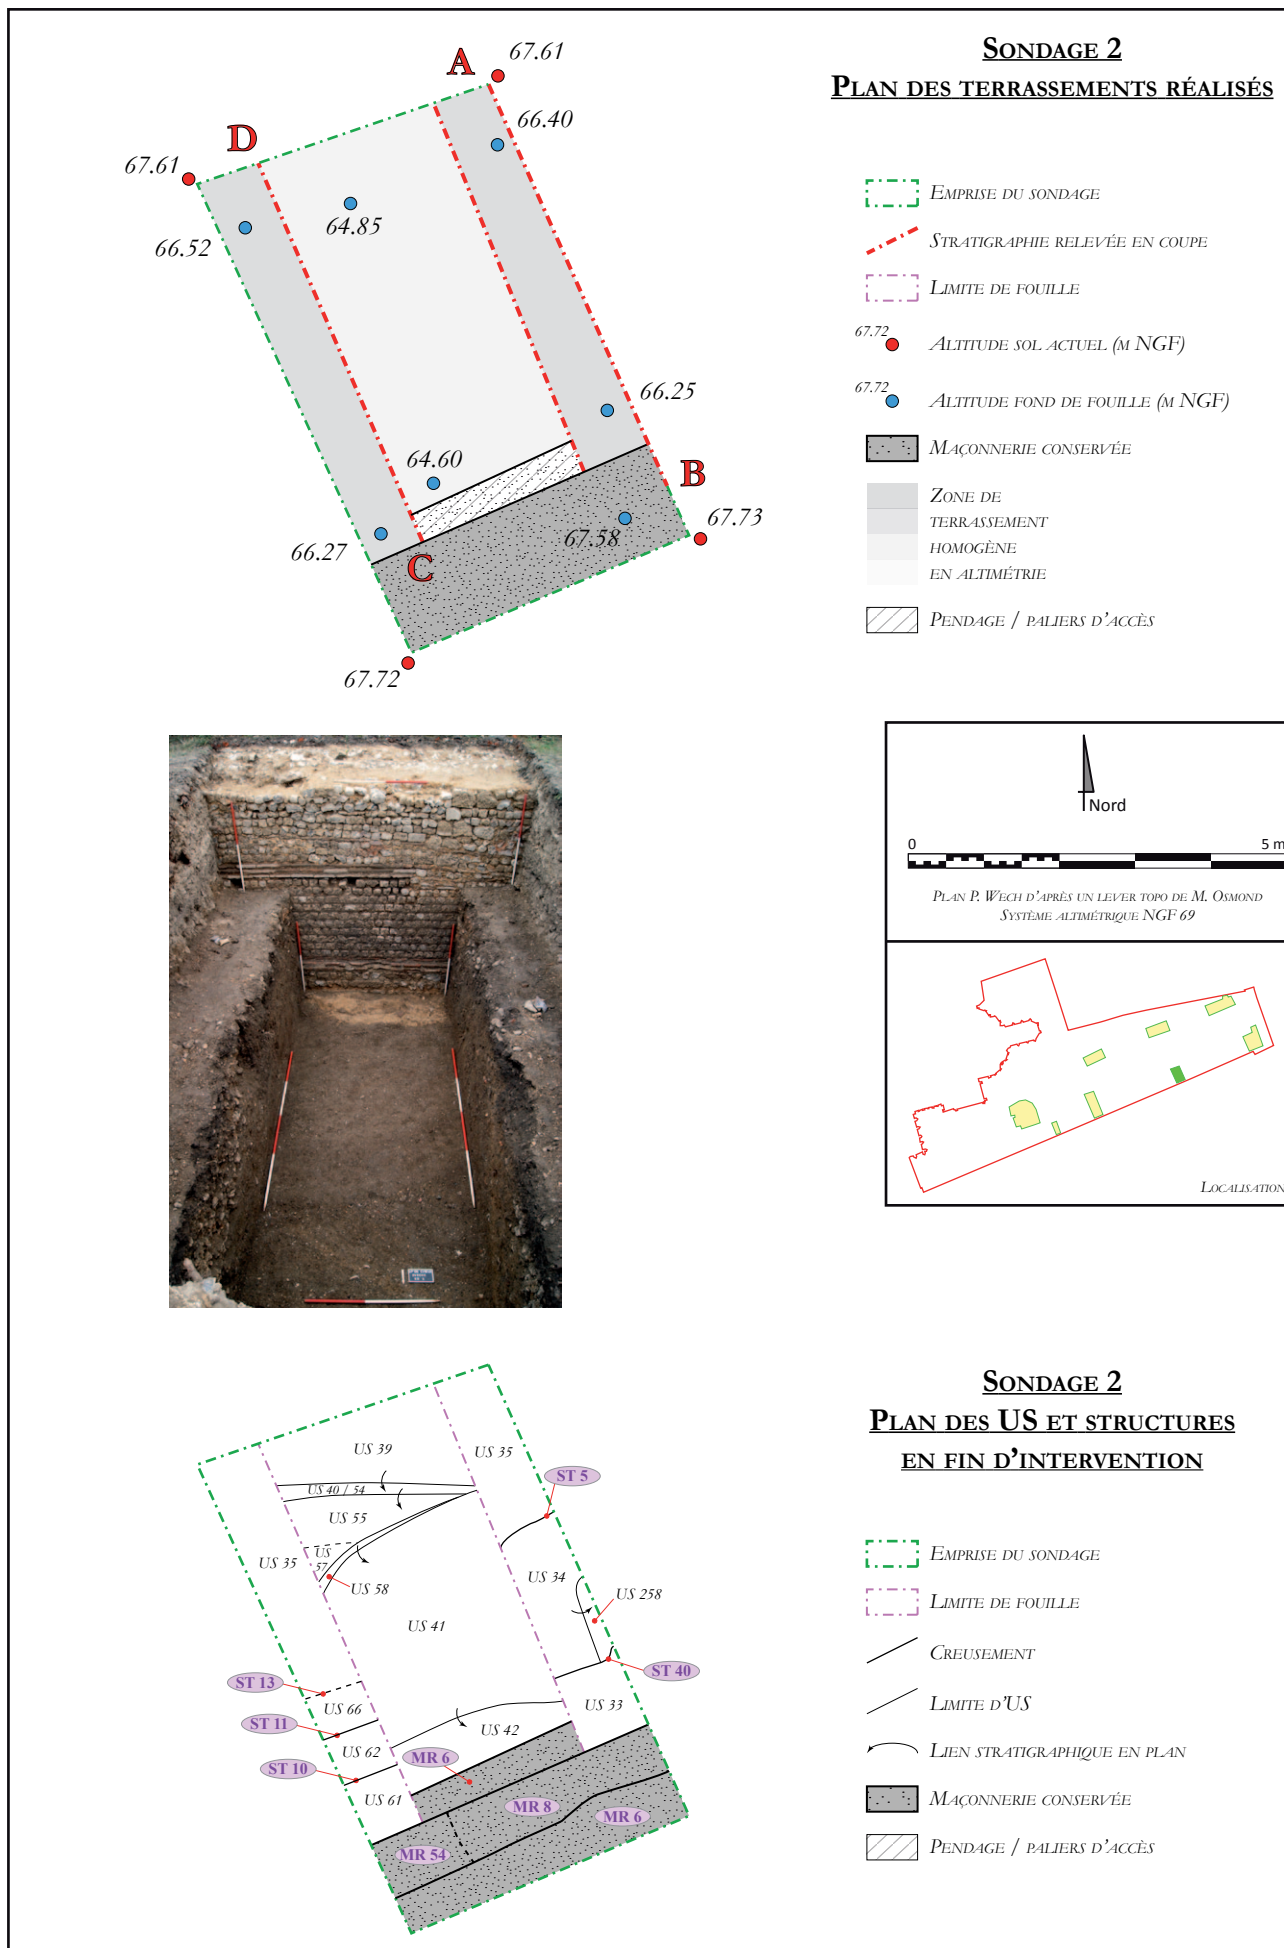 Sondage 2
Plan des terrassements réalisés
A
67.61
66.40
D
67.61
66.52
64.85
66.25
64.60
B
67.73
66.27
67.58
C
67.72
Emprise du sondage
Stratigraphie relevée en coupe
Limite de fouille
67.72
Altitude sol actuel (m NGF)
67.72
Altitude fond de fouille (m NGF)
Maçonnerie conservée
Zone de
terrassement
homogène
en altimétrie
Pendage / paliers d'accès
Nord
0
5 m
Plan P. Wech d'après un lever topo de M. Osmond
Système altimétrique NGF 69
Localisation
Sondage 2
Plan des US et structures
en fin d'intervention
US 39
US 35
ST 5
US 40 / 54
US 55
US 35
US
57
US 58
US 34
US 258
US 41
ST 13
ST 40
US 66
US 33
ST 11
US 42
US 62
MR 6
ST 10
US 61
MR 8
MR 6
MR 54
Emprise du sondage
Limite de fouille
Creusement
Limite d'US
Lien stratigraphique en plan
Maçonnerie conservée
Pendage / paliers d'accès